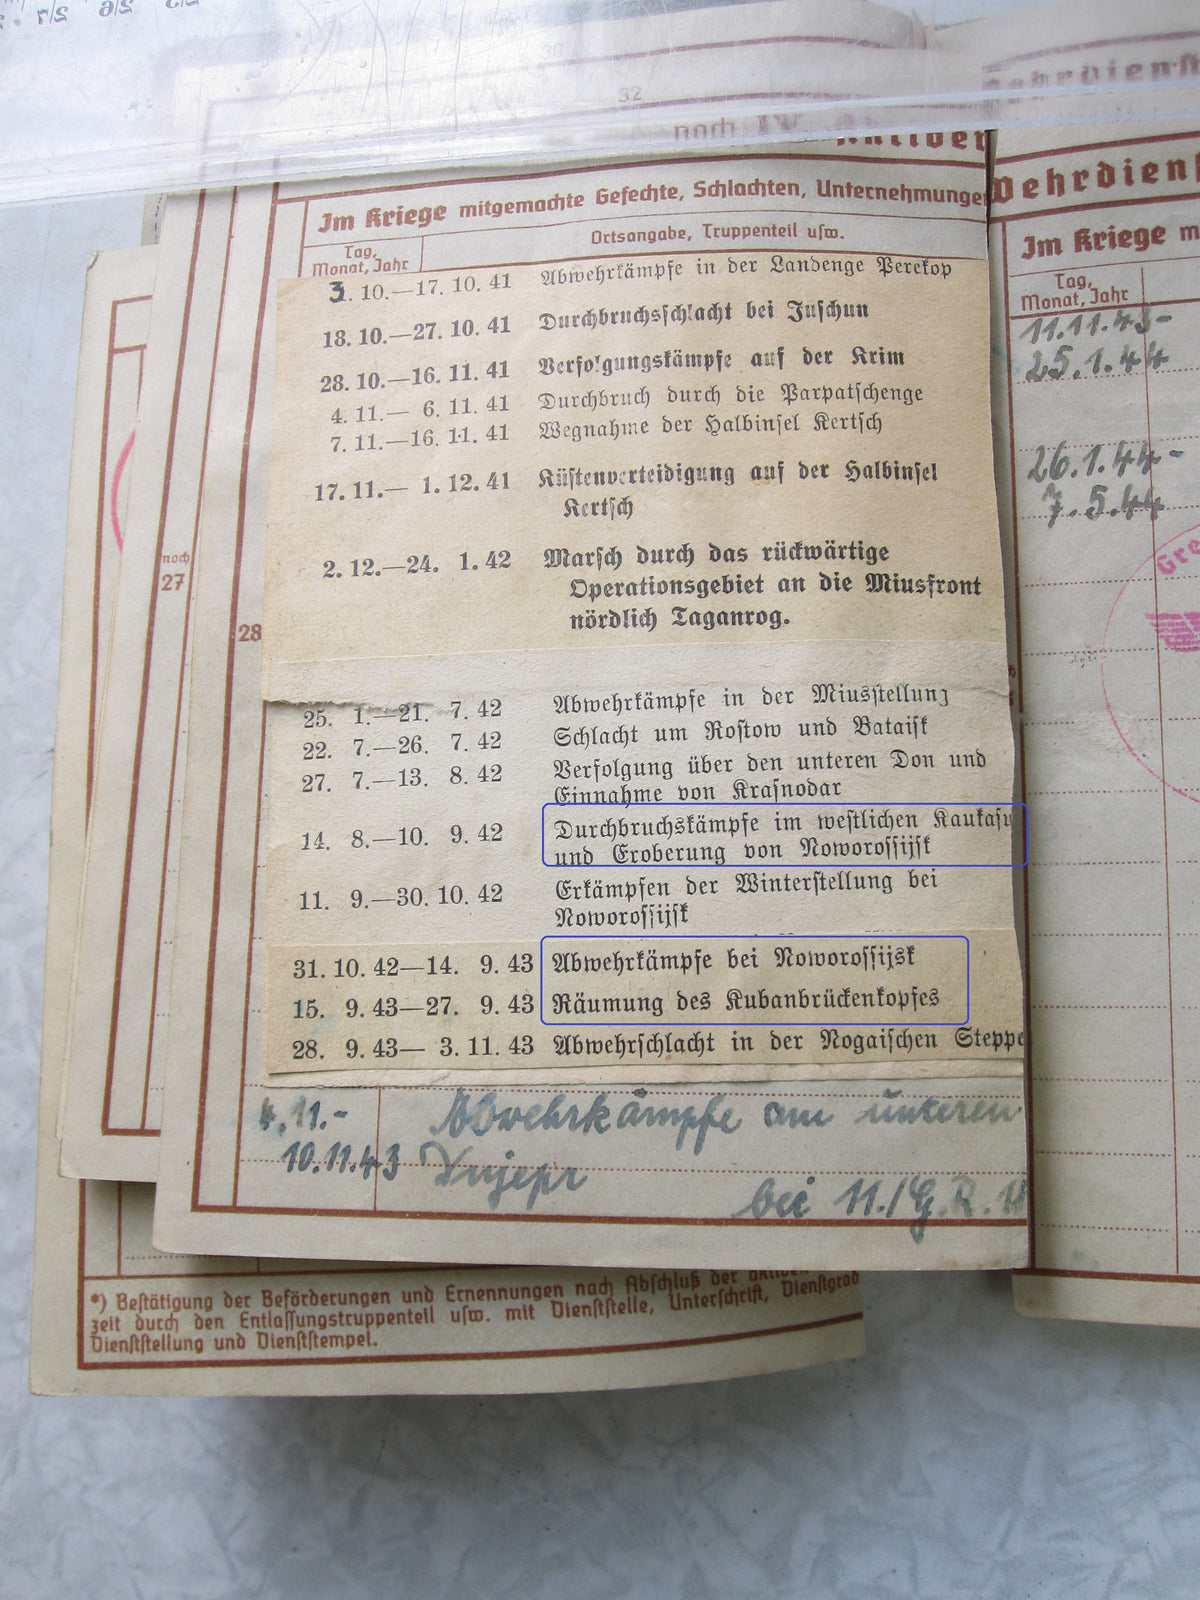 32
Im Kriege mitgemachte Gefechte, Schlachten, Unternehmungen
Tag,
Monat, Jahr
Ortsangabe, Truppenteil usw.
3. 10.—17. 10. 41 Abwehrkämpfe in der Landenge Perekop
18. 10.—27. 10. 41 Durchbruchsschlacht bei Juschun
28. 10.—16. 11. 41 Verfolgungskämpfe auf der Krim
4. 11.— 6. 11. 41 Durchbruch durch die Parpatschenge
7. 11.—16. 11. 41 Wegnahme der Halbinsel Kertsch
17. 11.— 1. 12. 41 Küstenverteidigung auf der Halbinsel
Kertsch
2. 12.—24. 1. 42 Marsch durch das rückwärtige
Operationsgebiet an die Miusfront
nördlich Taganrog.
25. 1.—21. 7. 42 Abwehrkämpfe in der Miusstellung
22. 7.—26. 7. 42 Schlacht um Rostow und Bataisk
27. 7.—13. 8. 42 Verfolgung über den unteren Don und
Einnahme von Krasnodar
14. 8.—10. 9. 42 Durchbruchskämpfe im westlichen Kaukasu
und Eroberung von Noworossijsk
11. 9.—30. 10. 42 Erkämpfen der Winterstellung bei
Noworossijsk
31. 10. 42—14. 9. 43 Abwehrkämpfe bei Noworossijsk
15. 9. 43—27. 9. 43 Räumung des Kubanbrückenkopfes
28. 9. 43— 3. 11. 43 Abwehrschlacht in der Nogaischen Steppe
4.11.- Abwehrkämpfe am unteren
10.11.43 Dnjepr
bei 11./G.R.
noch
27
28
*) Bestätigung der Beförderungen und Ernennungen nach Abschluß der aktiven
zeit durch den Entlassungstruppenteil usw. mit Dienststelle, Unterschrift, Dienstgrad
Dienststellung und Dienststempel.
Wehrdienst
Im Kriege m
Tag,
Monat, Jahr
11.11.43-
25.1.44
26.1.44-
7.5.44
Gre